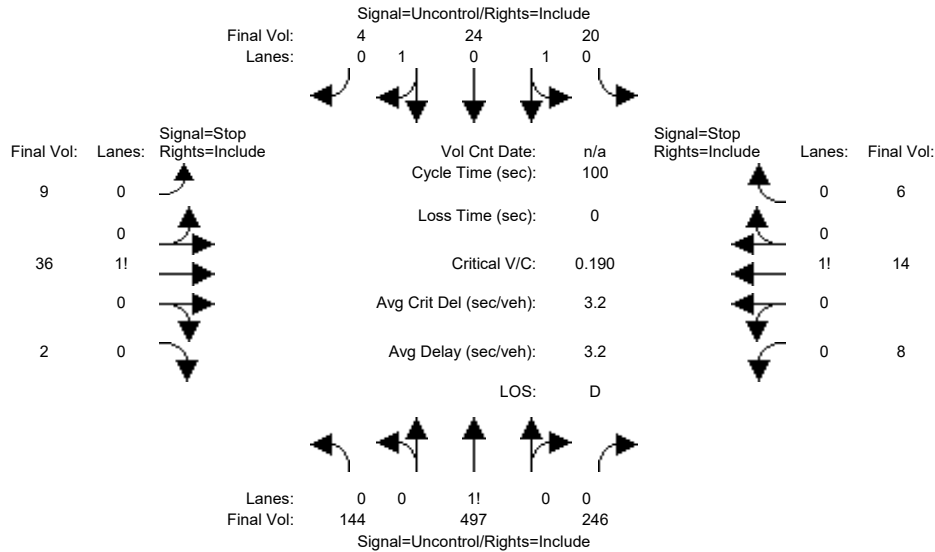 Signal=Uncontrol/Rights=Include
Final Vol: 4 24 20
Lanes: 0 1 0 1 0
Signal=Stop
Final Vol: Lanes: Rights=Include
Vol Cnt Date: n/a
Signal=Stop
Rights=Include Lanes: Final Vol:
Cycle Time (sec): 100
9 0
0 6
Loss Time (sec): 0
0
0
36 1!
Critical V/C: 0.190
1! 14
0
Avg Crit Del (sec/veh): 3.2
0
2 0
Avg Delay (sec/veh): 3.2
0 8
LOS: D
Lanes: 0 0 1! 0 0
Final Vol: 144 497 246
Signal=Uncontrol/Rights=Include